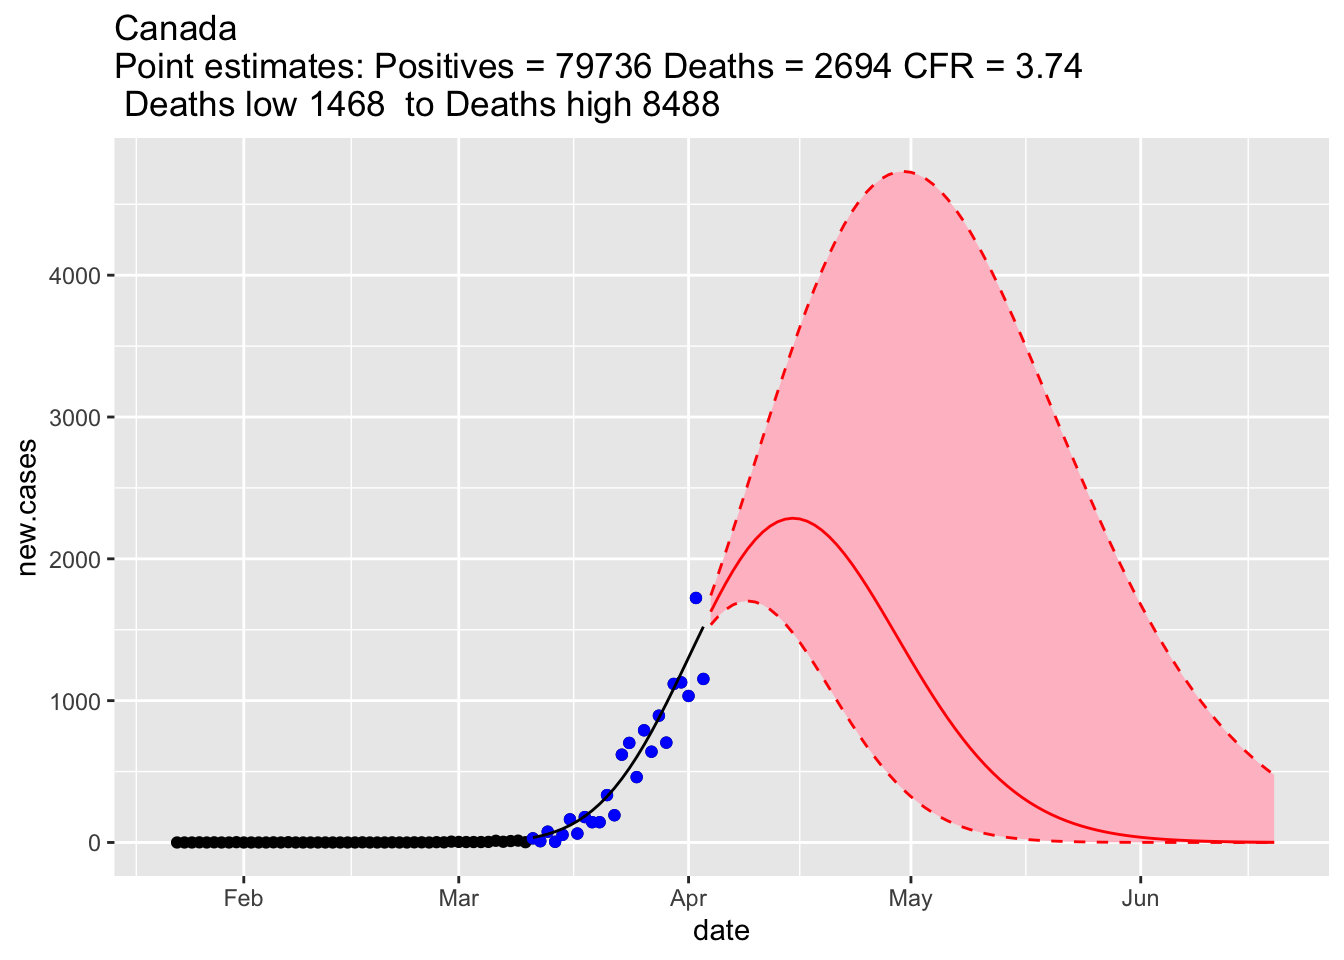 Canada
Point estimates: Positives = 79736 Deaths = 2694 CFR = 3.74
Deaths low 1468  to Deaths high 8488
4000
3000
2000
1000
0
new.cases
Feb Mar Apr May Jun
date